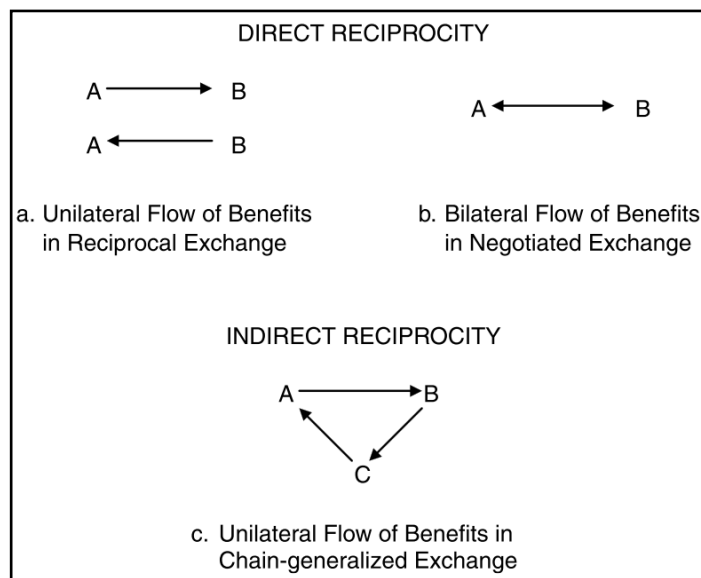 DIRECT RECIPROCITY
A B
A B
a. Unilateral Flow of Benefits
in Reciprocal Exchange
A B
b. Bilateral Flow of Benefits
in Negotiated Exchange
INDIRECT RECIPROCITY
A B
C
c. Unilateral Flow of Benefits in
Chain-generalized Exchange